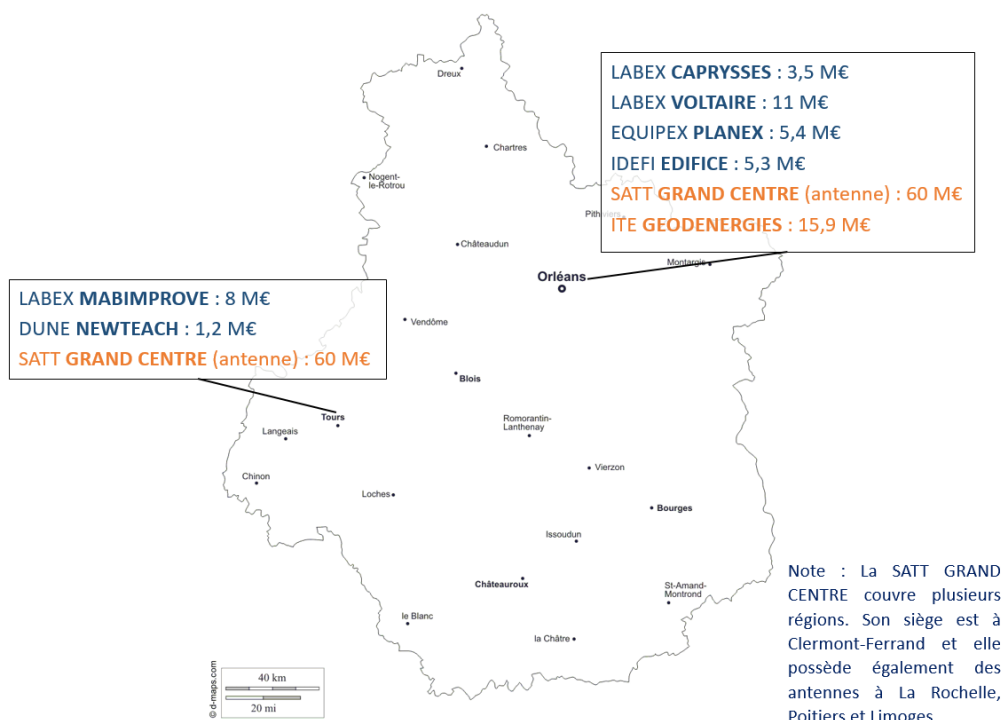 LABEX CAPRYSSES : 3,5 M€
LABEX VOLTAIRE : 11 M€
EQUIPEX PLANEX : 5,4 M€
IDEFI EDIFICE : 5,3 M€
SATT GRAND CENTRE (antenne) : 60 M€
ITE GEODENERGIES : 15,9 M€
Dreux
Chartres
Nogent-
le-Rotrou
Pithiviers
Châteaudun
Montargis
Orléans
LABEX MABIMPROVE : 8 M€
DUNE NEWTEACH : 1,2 M€
SATT GRAND CENTRE (antenne) : 60 M€
Vendôme
Blois
Tours
Langeais
Romorantin-
Lanthenay
Vierzon
Chinon
Loches
Bourges
Issoudun
Châteauroux
St-Amand-
Montrond
le Blanc
la Châtre
Note : La SATT GRAND
CENTRE couvre plusieurs
régions. Son siège est à
Clermont-Ferrand et elle
possède également des
antennes à La Rochelle,
Poitiers et Limoges
© d-maps.com
40 km
20 mi